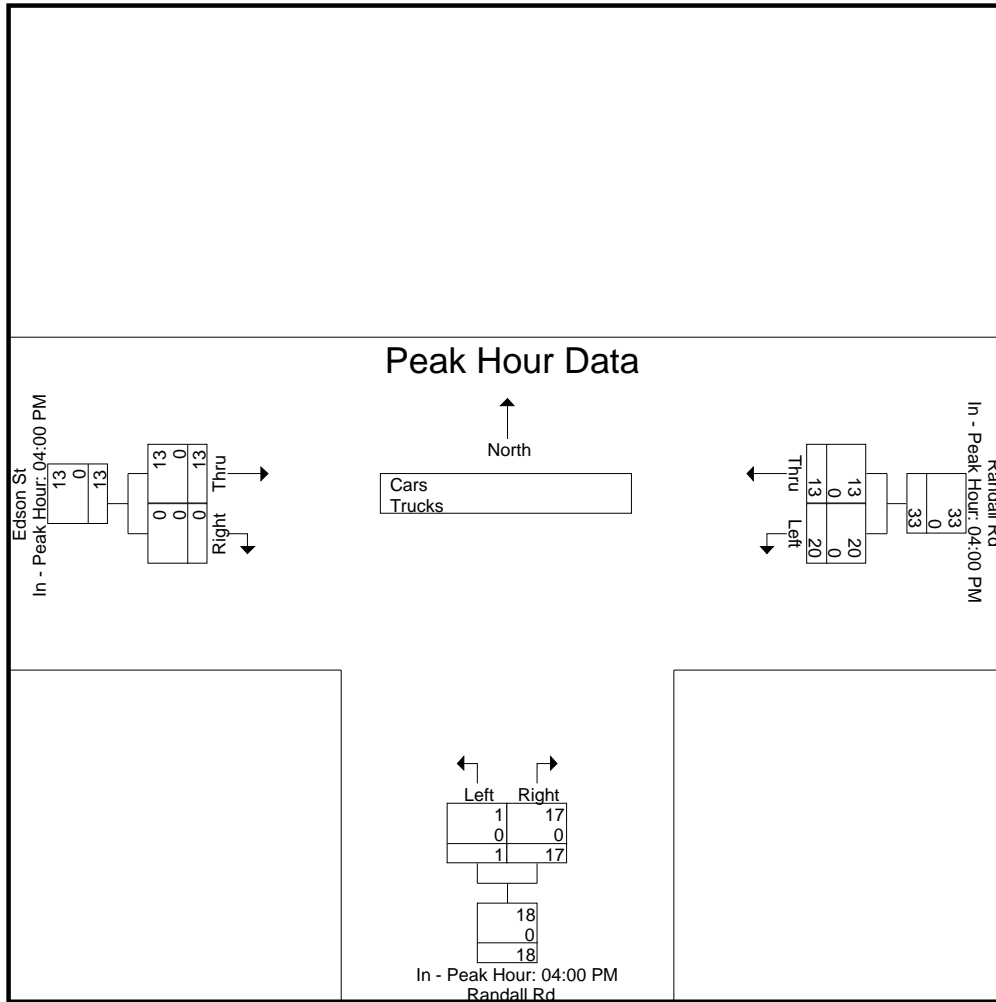 Peak Hour Data
North
Cars
Trucks
Edson St
In - Peak Hour: 04:00 PM
13
0
13
Thru
13
0
13
Right
0
0
0
Randall Rd
In - Peak Hour: 04:00 PM
33
0
33
Thru
13
0
13
Left
20
0
20
Left Right
1 17
0 0
1 17
18
0
18
In - Peak Hour: 04:00 PM
Randall Rd